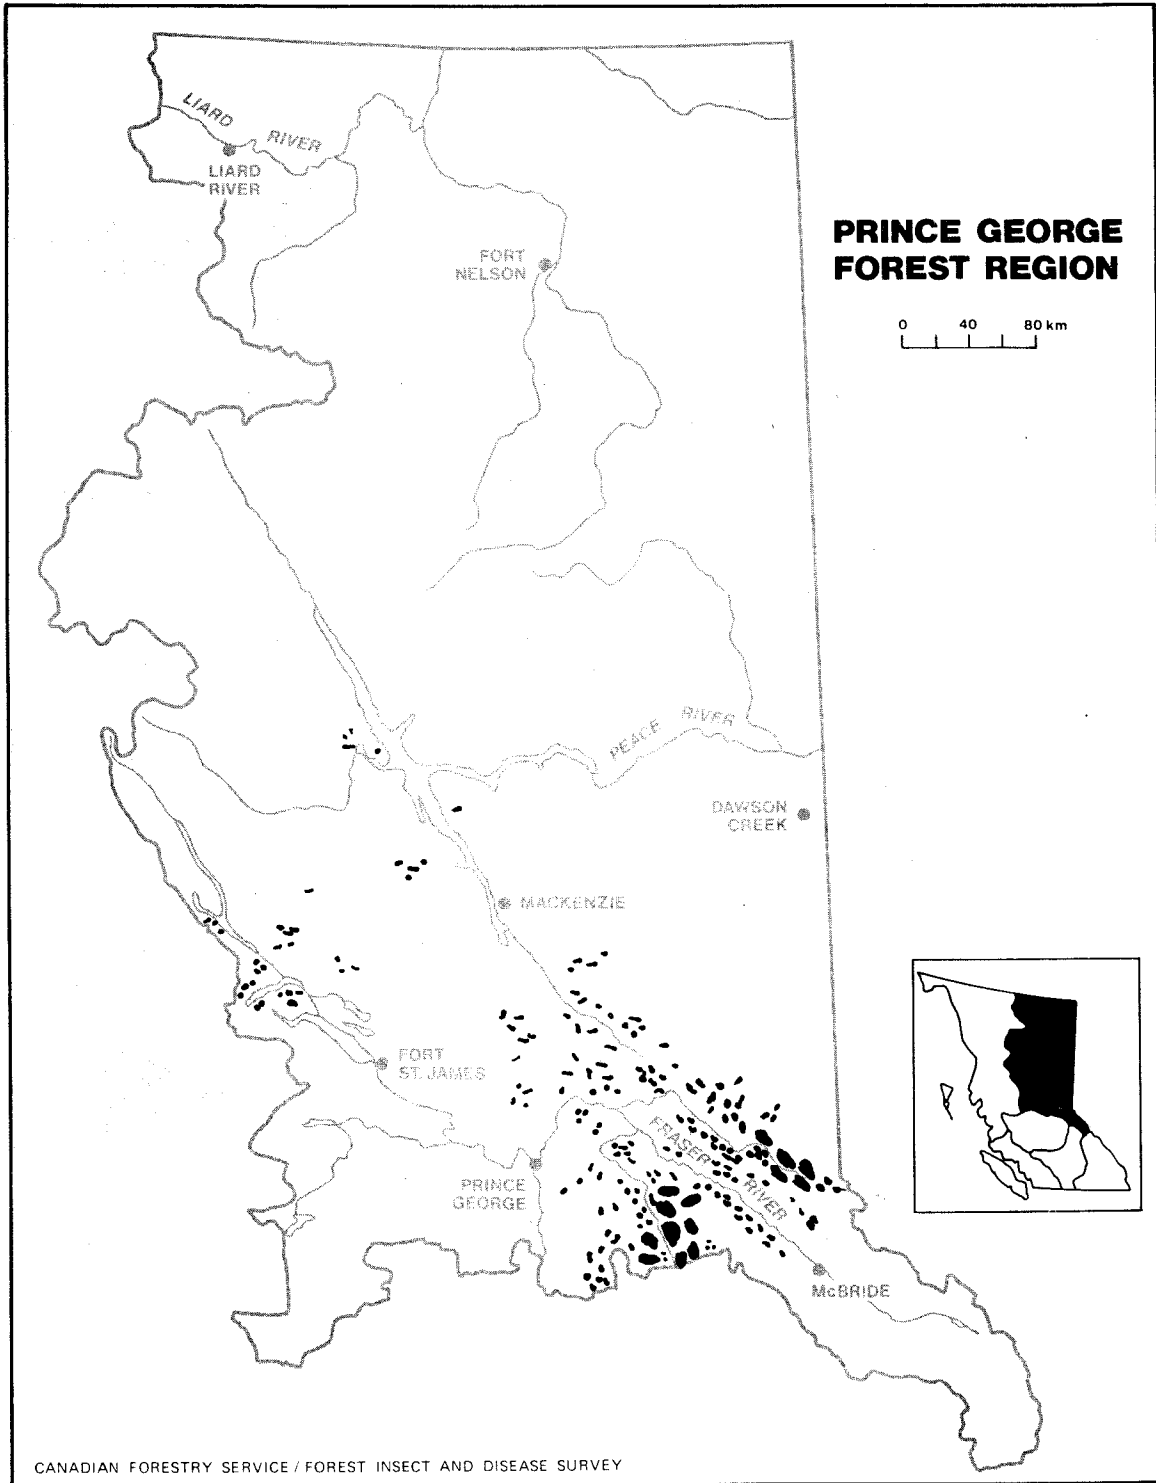 LIARD RIVER
LIARD
RIVER
FORT
NELSON
PRINCE GEORGE
FOREST REGION
0 40 80 km
PEACE RIVER
DAWSON
CREEK
MACKENZIE
FORT
ST. JAMES
FRASER RIVER
PRINCE
GEORGE
McBRIDE
CANADIAN FORESTRY SERVICE / FOREST INSECT AND DISEASE SURVEY